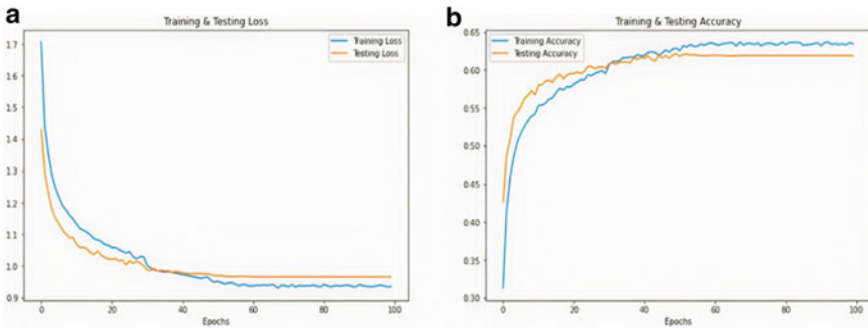 a
Training & Testing Loss
Training Loss
Testing Loss
1.7
1.6
1.5
1.4
1.3
1.2
1.1
1.0
0.9
0 20 40 60 80 100
Epochs
b
Training & Testing Accuracy
Training Accuracy
Testing Accuracy
0.65
0.60
0.55
0.50
0.45
0.40
0.35
0.30
0 20 40 60 80 100
Epochs